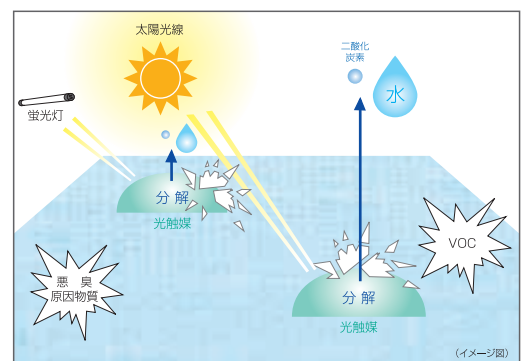 太陽光線
二酸化
炭素
水
蛍光灯
分解
光触媒
VOC
悪臭
原因物質
分解
光触媒
（イメージ図）